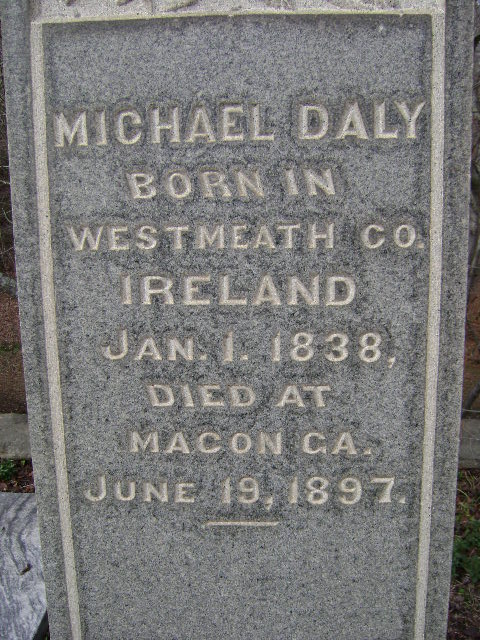 MICHAEL DALY
BORN IN
WESTMEATH CO.
IRELAND
JAN. 1. 1838,
DIED AT
MACON GA.
JUNE 19, 1897.